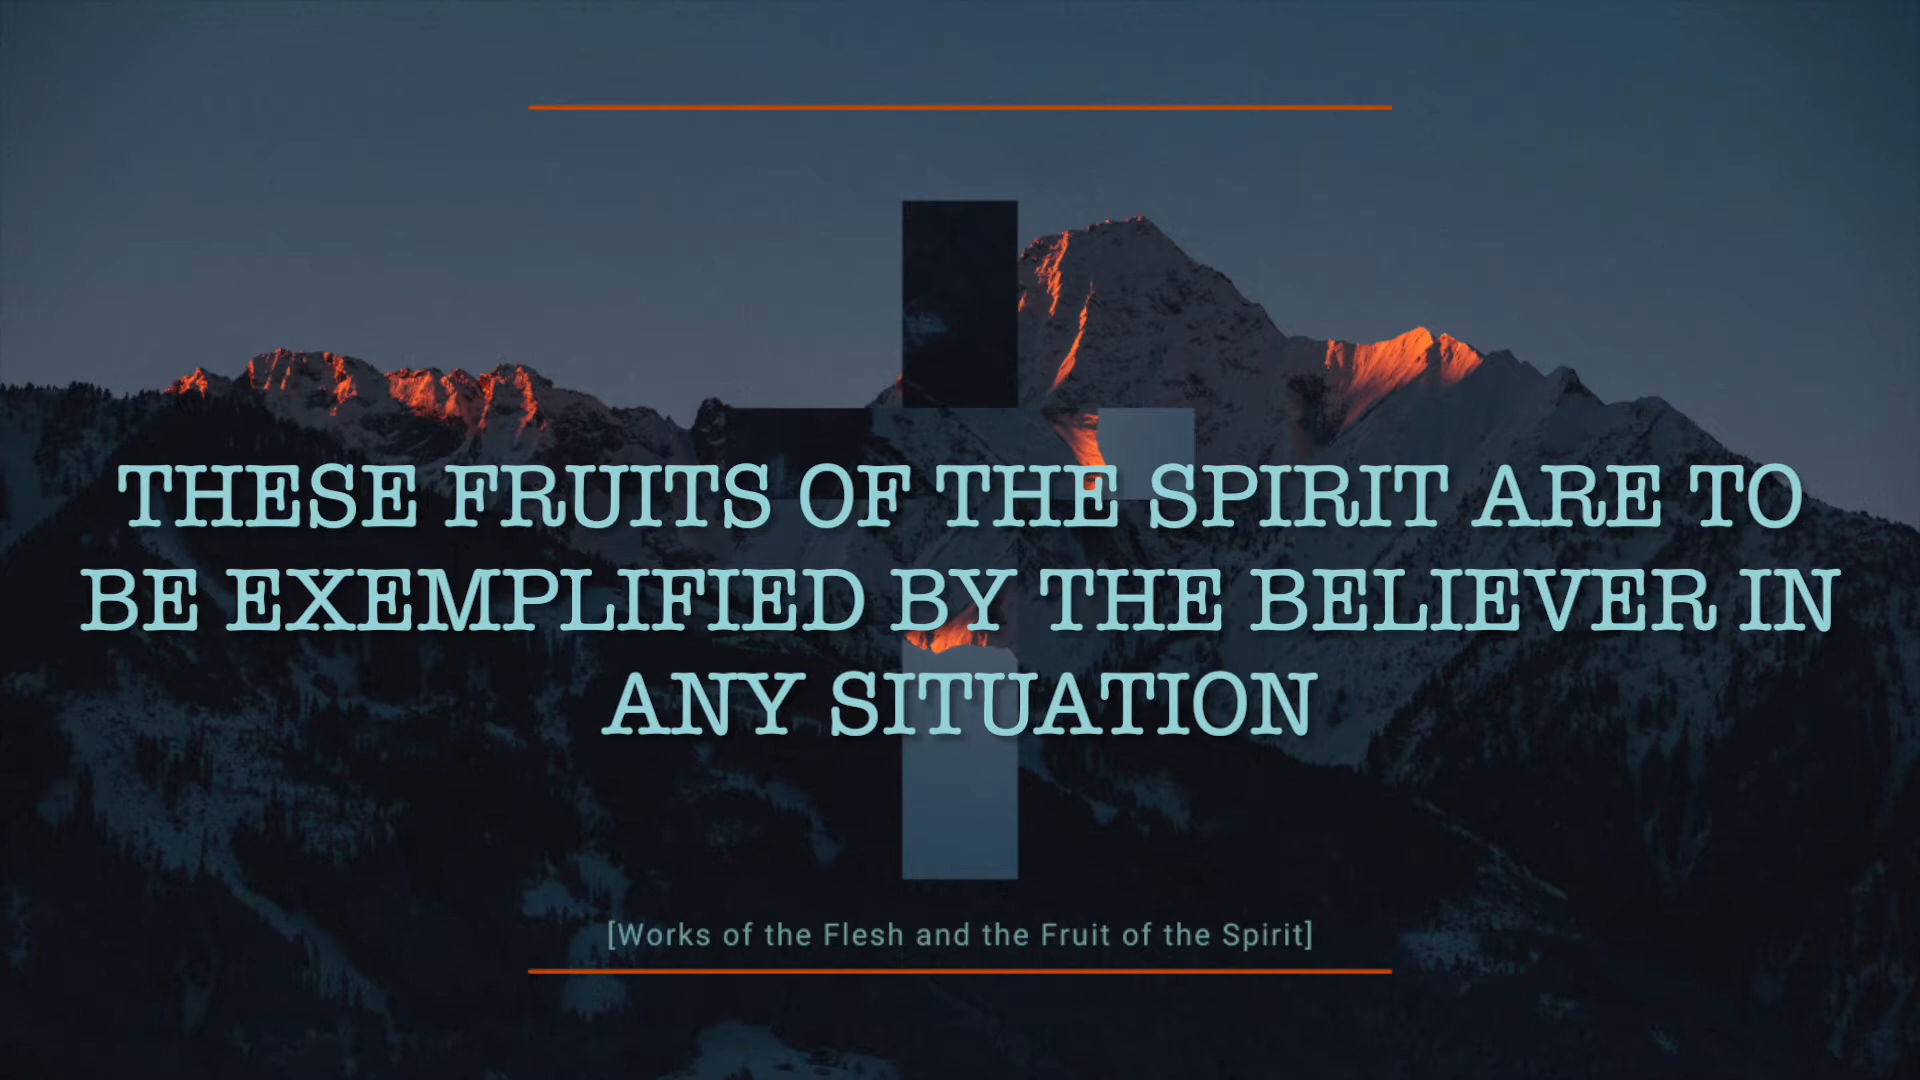 THESE FRUITS OF THE SPIRIT ARE TO
BE EXEMPLIFIED BY THE BELIEVER IN
ANY SITUATION
[Works of the Flesh and the Fruit of the Spirit]